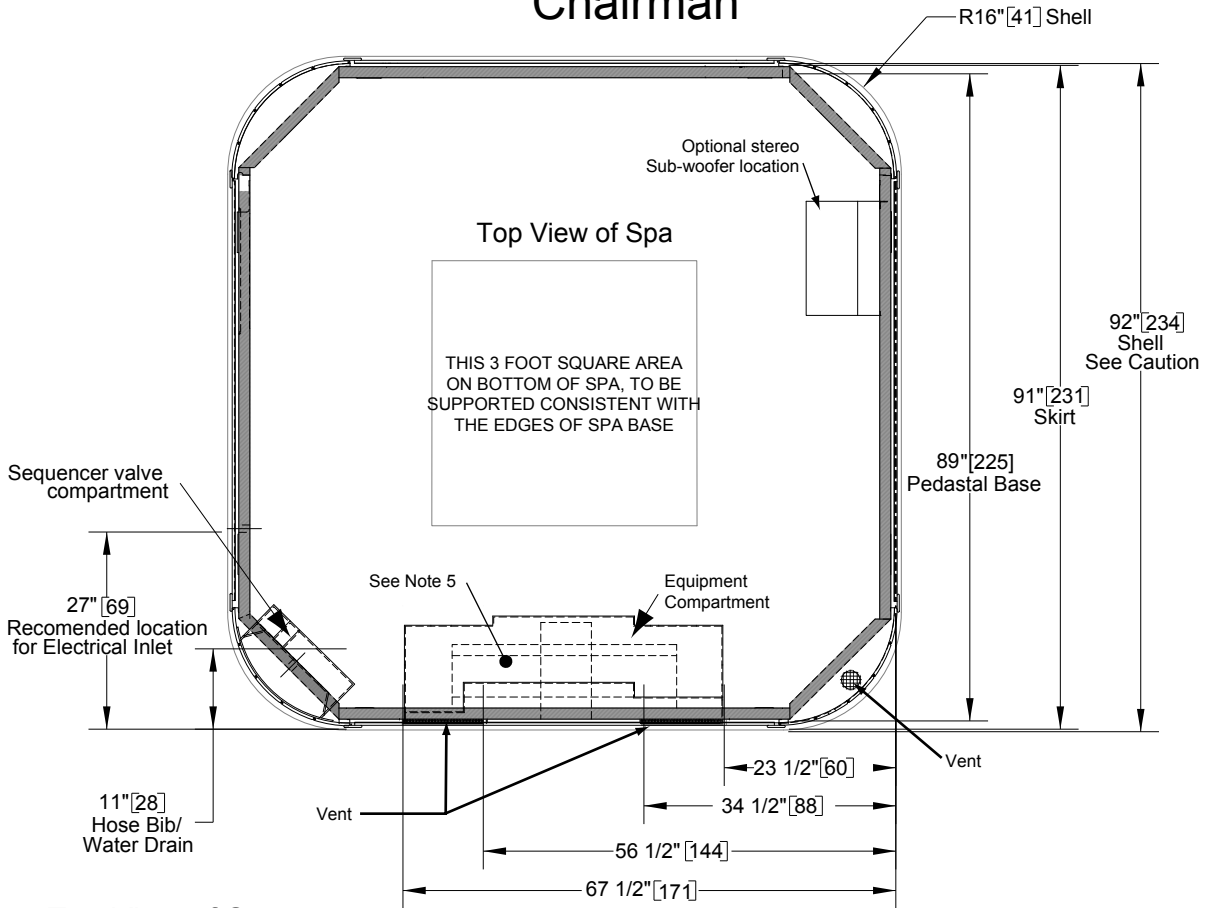 Chairman
R16"[41] Shell
Optional stereo
Sub-woofer location
Top View of Spa
THIS 3 FOOT SQUARE AREA
ON BOTTOM OF SPA, TO BE
SUPPORTED CONSISTENT WITH
THE EDGES OF SPA BASE
92"[234]
Shell
See Caution
91"[231]
Skirt
89"[225]
Pedastal Base
Sequencer valve
compartment
27"[69]
Recomended location
for Electrical Inlet
See Note 5
Equipment
Compartment
11"[28]
Hose Bib/
Water Drain
Vent
Vent
23 1/2"[60]
34 1/2"[88]
56 1/2"[144]
67 1/2"[171]